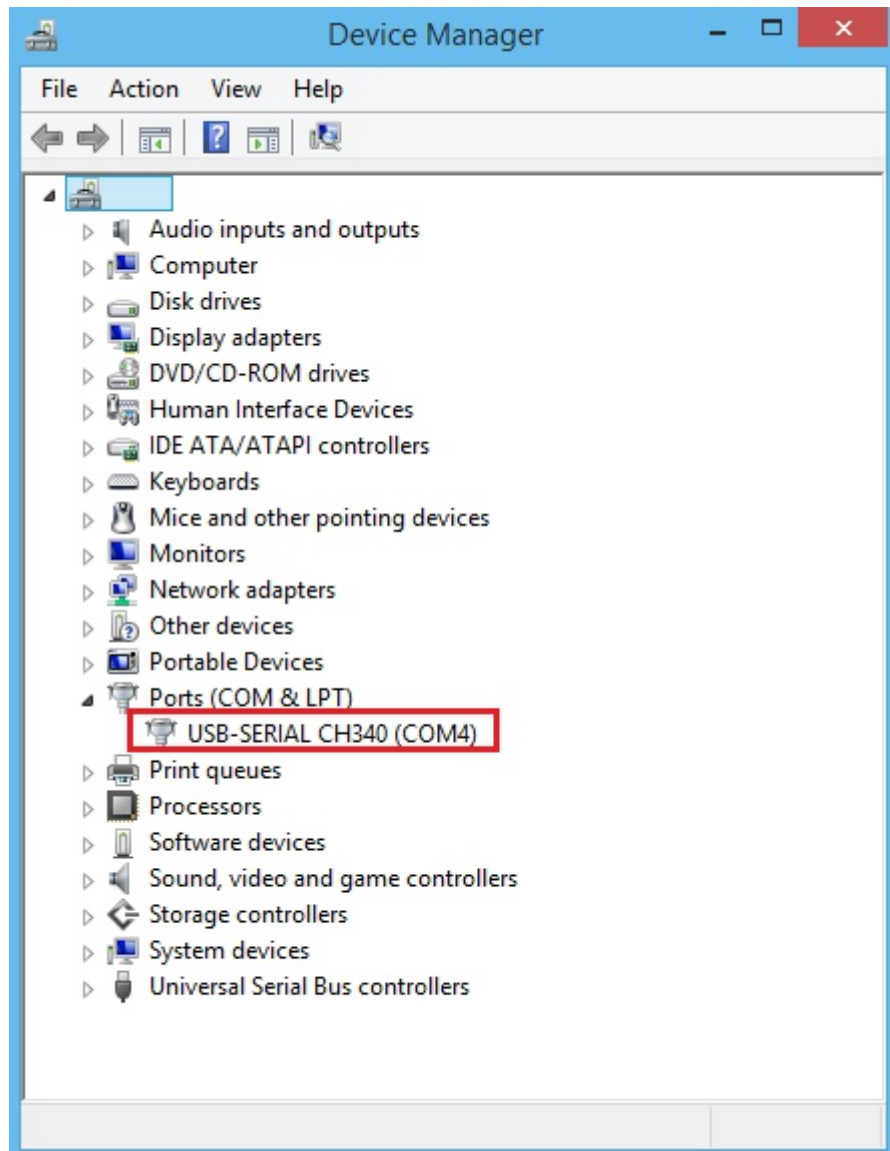 Device Manager
File Action View Help
Audio inputs and outputs
Computer
Disk drives
Display adapters
DVD/CD-ROM drives
Human Interface Devices
IDE ATA/ATAPI controllers
Keyboards
Mice and other pointing devices
Monitors
Network adapters
Other devices
Portable Devices
Ports (COM & LPT)
USB-SERIAL CH340 (COM4)
Print queues
Processors
Software devices
Sound, video and game controllers
Storage controllers
System devices
Universal Serial Bus controllers